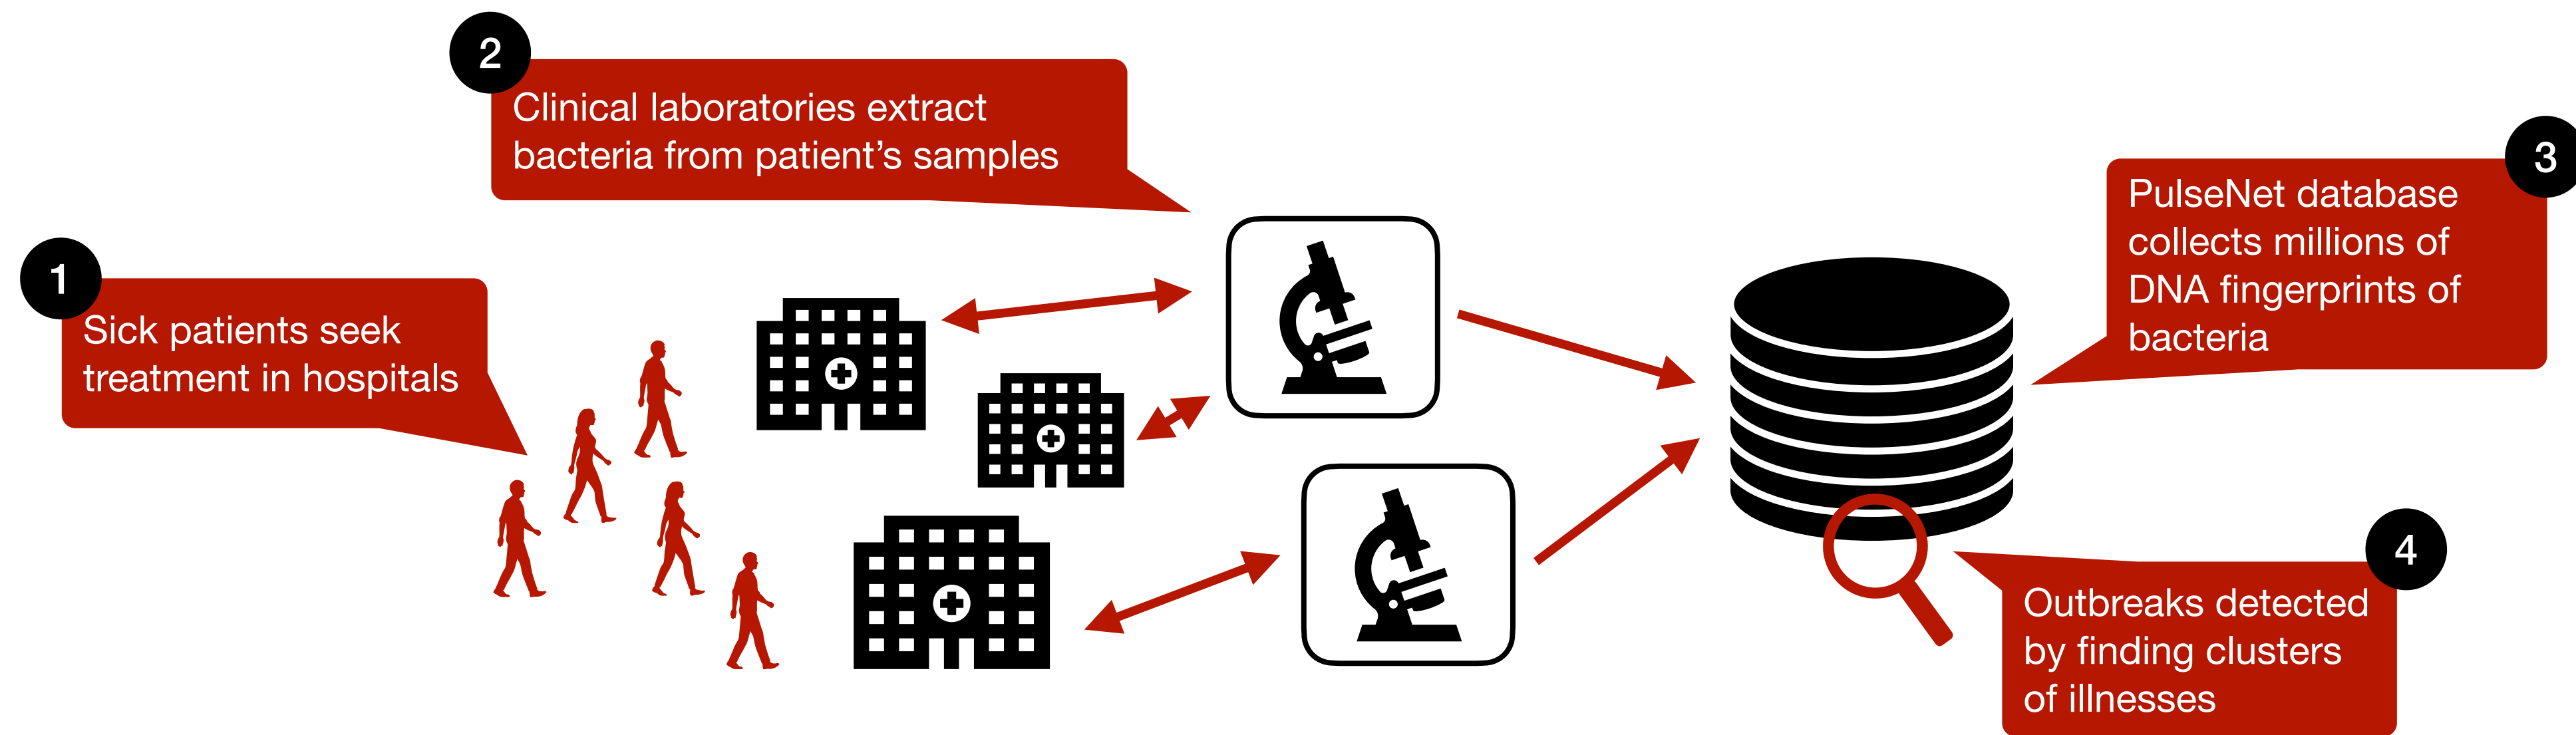 1
Sick patients seek
treatment in hospitals
2
Clinical laboratories extract
bacteria from patient’s samples
3
PulseNet database
collects millions of
DNA fingerprints of
bacteria
4
Outbreaks detected
by finding clusters
of illnesses